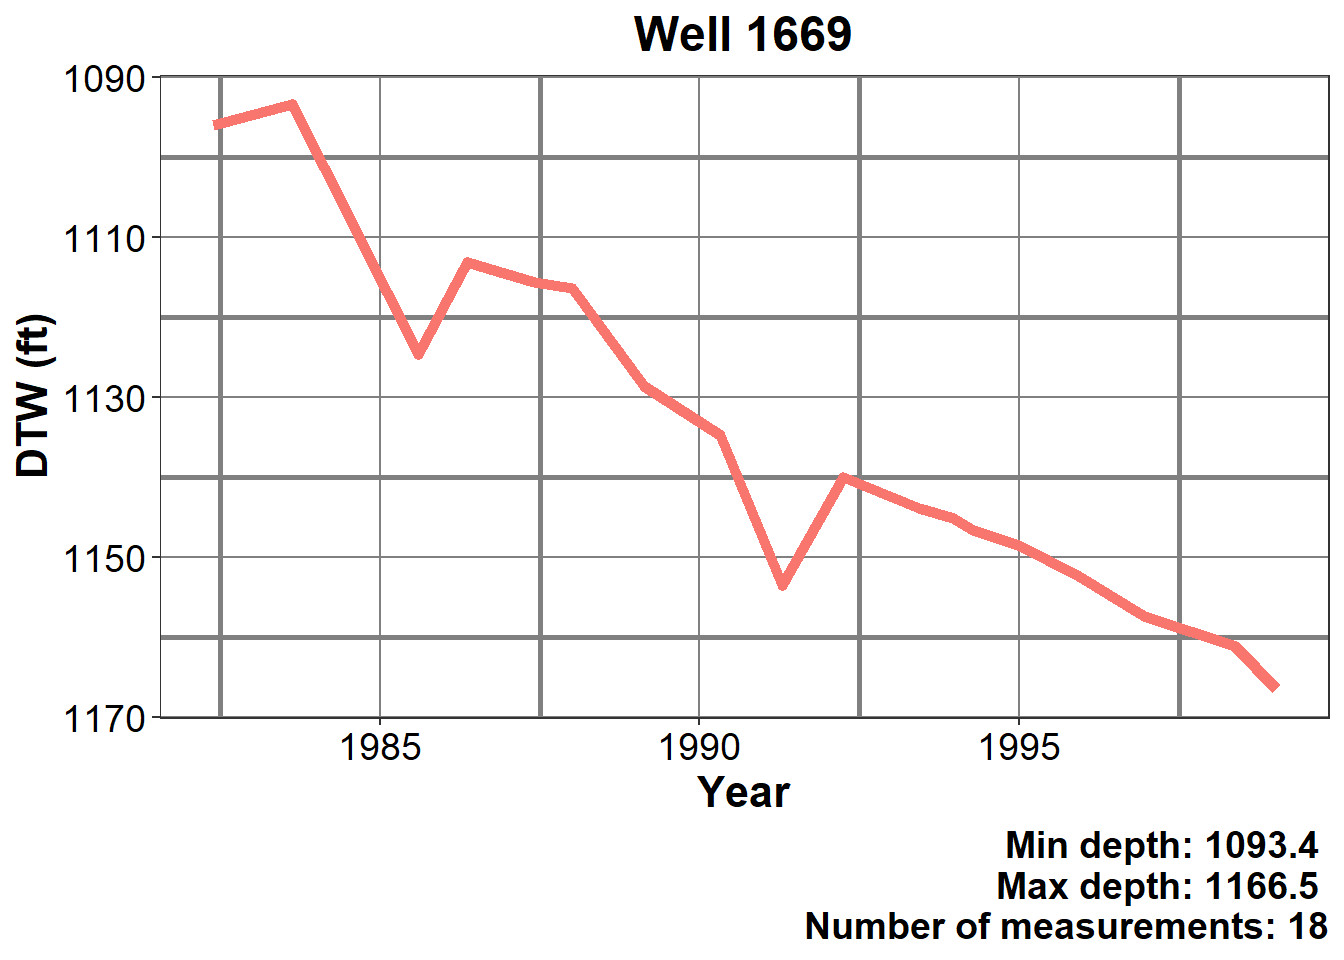 Well 1669
1090
1110
1130
1150
1170
DTW (ft)
1985 1990 1995
Year
Min depth: 1093.4
Max depth: 1166.5
Number of measurements: 18